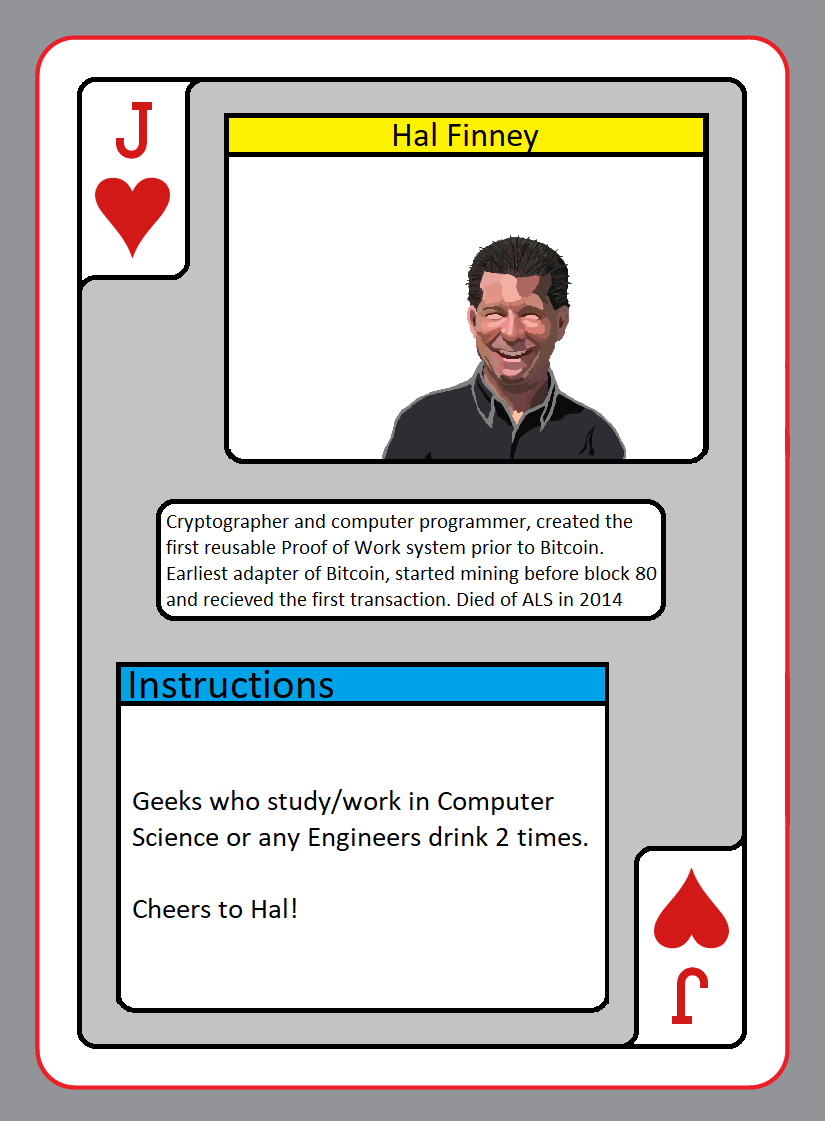 J
Hal Finney
Cryptographer and computer programmer, created the
first reusable Proof of Work system prior to Bitcoin.
Earliest adapter of Bitcoin, started mining before block 80
and recieved the first transaction. Died of ALS in 2014
Instructions
Geeks who study/work in Computer
Science or any Engineers drink 2 times.
Cheers to Hal!
J